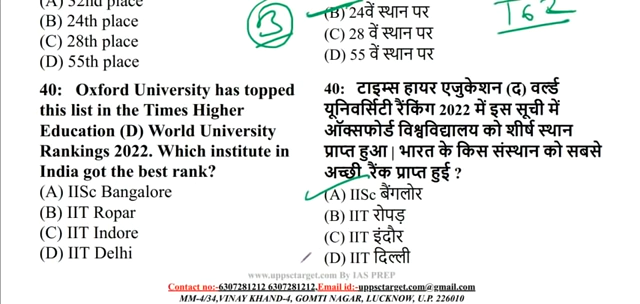 (A) 32nd place
(B) 24th place
(C) 28th place
(D) 55th place
40: Oxford University has topped
this list in the Times Higher
Education (D) World University
Rankings 2022. Which institute in
India got the best rank?
(A) IISc Bangalore
(B) IIT Ropar
(C) IIT Indore
(D) IIT Delhi
B
(B) 24वें स्थान पर
(C) 28 वें स्थान पर
(D) 55 वें स्थान पर
40: टाइम्स हायर एजुकेशन (द) वर्ल्ड
यूनिवर्सिटी रैंकिंग 2022 में इस सूची में
ऑक्सफोर्ड विश्वविद्यालय को शीर्ष स्थान
प्राप्त हुआ | भारत के किस संस्थान को सबसे
अच्छी रैंक प्राप्त हुई ?
(A) IISc बैंगलोर
(B) IIT रोपड़
(C) IIT इंदौर
(D) IIT दिल्ली
www.uppsctarget.com By IAS PREP
Contact no:-6307281212 6307281212,Email id:-uppsctarget.com@gmail.com
MM-4/34,VINAY KHAND-4, GOMTI NAGAR, LUCKNOW, U.P. 226010